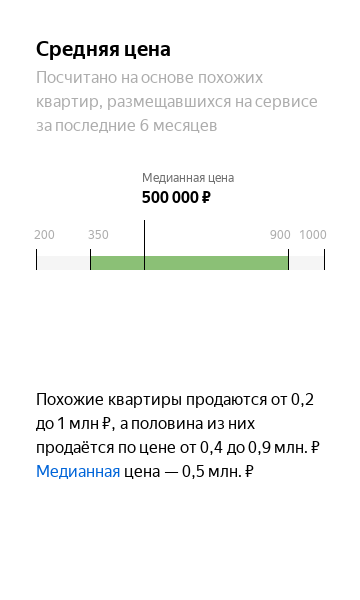 Средняя цена
Посчитано на основе похожих
квартир, размещавшихся на сервисе
за последние 6 месяцев
Медианная цена
500 000 ₽
200 350 900 1000
Похожие квартиры продаются от 0,2
до 1 млн ₽, а половина из них
продаётся по цене от 0,4 до 0,9 млн. ₽
Медианная цена — 0,5 млн. ₽